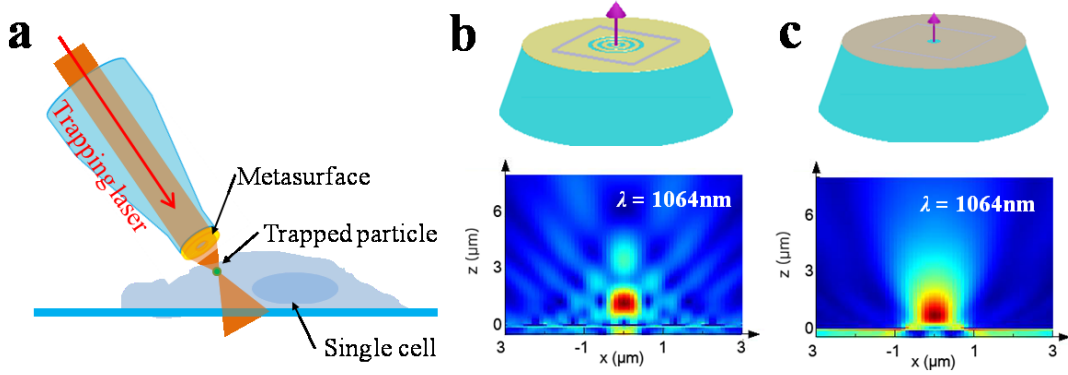 a
Trapping laser
Metasurface
Trapped particle
Single cell
b
λ = 1064nm
z (μm)
6
3
0
3
-1
1
3
x (μm)
c
λ = 1064nm
z (μm)
6
3
0
3
-1
1
3
x (μm)